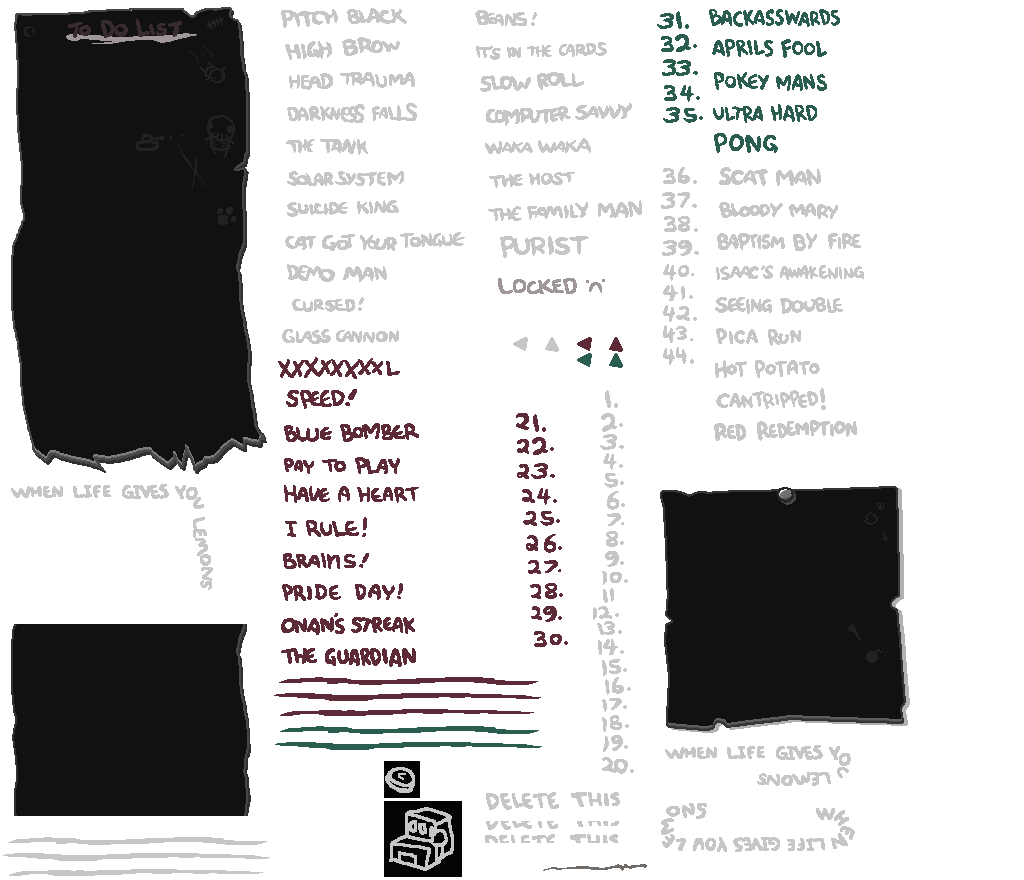 TO DO LIST
PITCH BLACK
HIGH BROW
HEAD TRAUMA
DARKNESS FALLS
THE TANK
SOLAR SYSTEM
SUICIDE KING
CAT GOT YOUR TONGUE
DEMO MAN
CURSED!
GLASS CANNON
XXXXXXXXL
SPEED!
BLUE BOMBER
PAY TO PLAY
HAVE A HEART
I RULE!
BRAINS!
PRIDE DAY!
ONAN'S STREAK
THE GUARDIAN
BEANS!
IT'S IN THE CARDS
SLOW ROLL
COMPUTER SAVVY
WAKA WAKA
THE HOST
THE FAMILY MAN
PURIST
LOCKED 'n'
21.
22.
23.
24.
25.
26.
27.
28.
29.
30.
1.
2.
3.
4.
5.
6.
7.
8.
9.
10.
11
12.
13.
14.
15.
16.
17.
18.
19.
20.
31.
32.
33.
34.
35.
BACKASSWARDS
APRILS FOOL
POKEY MANS
ULTRA HARD
PONG
36.
37.
38.
39.
40.
41.
42.
43.
44.
SCAT MAN
BLOODY MARY
BAPTISM BY FIRE
ISAAC'S AWAKENING
SEEING DOUBLE
PICA RUN
HOT POTATO
CANTRIPPED!
RED REDEMPTION
WHEN LIFE GIVES YOU LEMONS
WHEN LIFE GIVES YOU LEMONS
WHEN LIFE GIVES YOU LEMONS
DELETE THIS
DELETE THIS
DELETE THIS